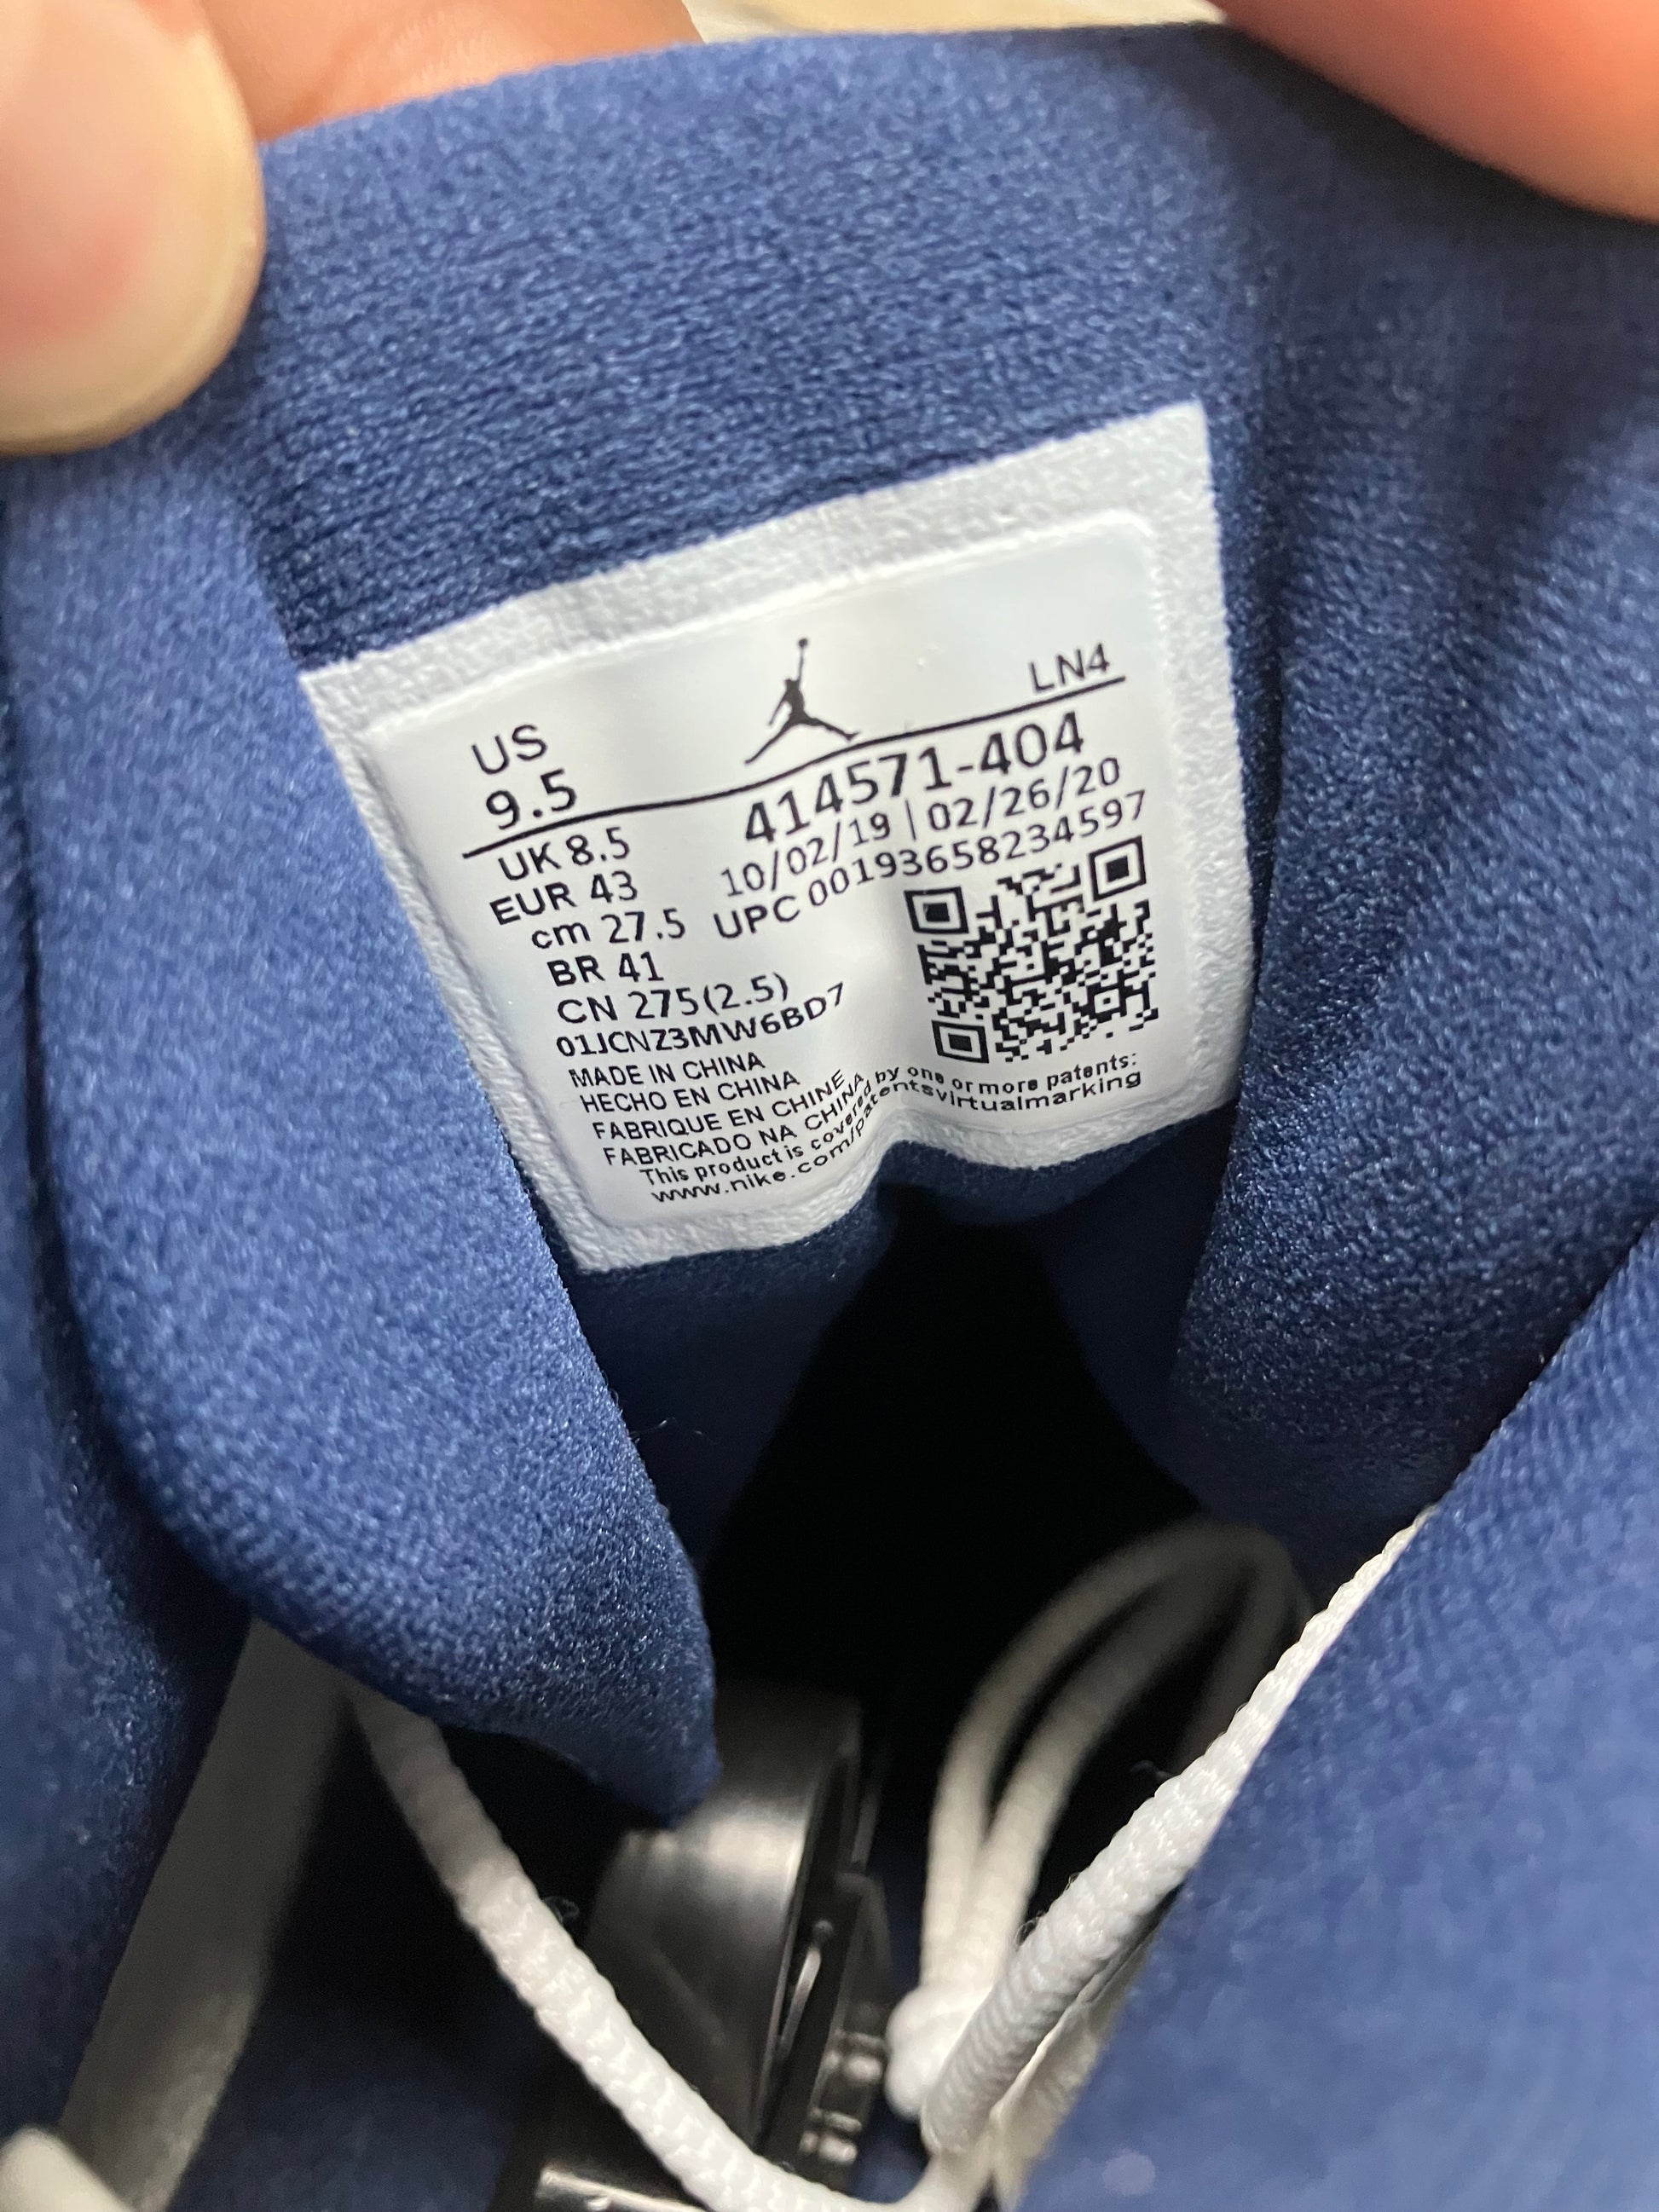 US
9.5
LN4
UK 8.5
EUR 43
cm 27.5
BR 41
CN 275(2.5)
414571-404
10/02/19 | 02/26/20
UPC 00193658234597
01JCNZ3MW6BD7
MADE IN CHINA
HECHO EN CHINA
FABRIQUE EN CHINE
FABRICADO NA CHINA
This product is covered by one or more patents:
www.nike.com/patentsvirtualmarking